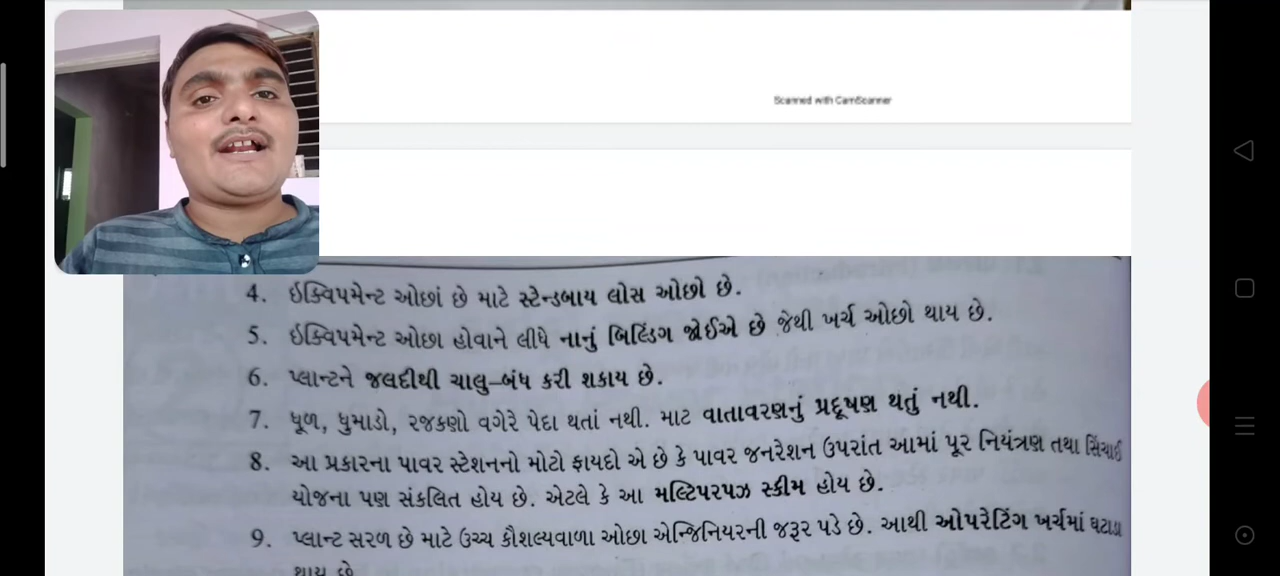 Scanned with CamScanner
4. ઇક્વિપમેન્ટ ઓછાં છે માટે સ્ટેન્ડબાય લોસ ઓછો છે.
5. ઇક્વિપમેન્ટ ઓછા હોવાને લીધે નાનું બિલ્ડિંગ જોઈએ છે જેથી ખર્ચ ઓછો થાય છે.
6. પ્લાન્ટને જલદીથી ચાલુ–બંધ કરી શકાય છે.
7. ધૂળ, ધુમાડો, રજકણો વગેરે પેદા થતાં નથી. માટ વાતાવરણનું પ્રદૂષણ થતું નથી.
8. આ પ્રકારના પાવર સ્ટેશનનો મોટો ફાયદો એ છે કે પાવર જનરેશન ઉપરાંત આમાં પૂર નિયંત્રણ તથા સિંચાઈ
યોજના પણ સંકલિત હોય છે. એટલે કે આ મલ્ટિપરપઝ સ્કીમ હોય છે.
9. પ્લાન્ટ સરળ છે માટે ઉચ્ચ કૌશલ્યવાળા ઓછા એન્જિનિયરની જરૂર પડે છે. આથી ઓપરેટિંગ ખર્ચમાં ઘટાડા
થાય છે